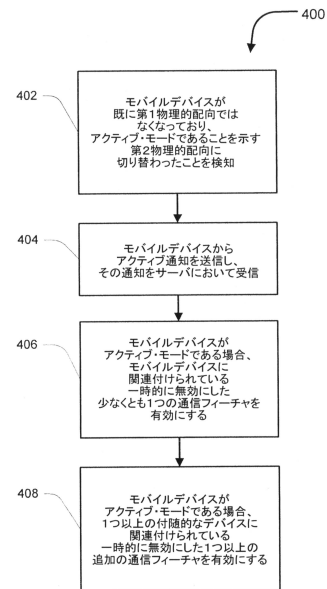 400
402
モバイルデバイスが
既に第1物理的配向では
なくなっており、
アクティブ・モードであることを示す
第2物理的配向に
切り替わったことを検知
404
モバイルデバイスから
アクティブ通知を送信し、
その通知をサーバにおいて受信
406
モバイルデバイスが
アクティブ・モードである場合、
モバイルデバイスに
関連付けられている
一時的に無効にした
少なくとも1つの通信フィーチャを
有効にする
408
モバイルデバイスが
アクティブ・モードである場合、
1つ以上の付随的なデバイスに
関連付けられている
一時的に無効にした1つ以上の
追加の通信フィーチャを有効にする